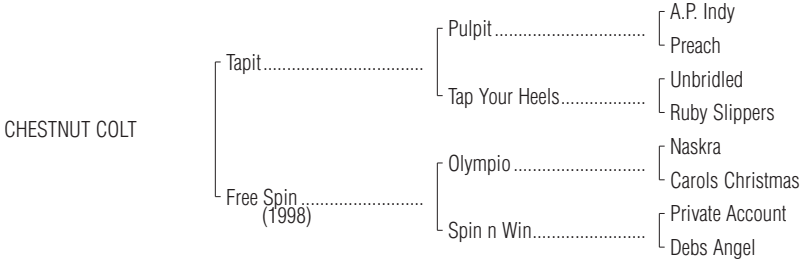 A.P. Indy
Pulpit..................................
Preach
Tapit....................................
Unbridled
Tap Your Heels...................
Ruby Slippers
CHESTNUT COLT
Naskra
Olympio ..............................
Carols Christmas
Free Spin ............................
(1998)
Private Account
Spin n Win..........................
Debs Angel